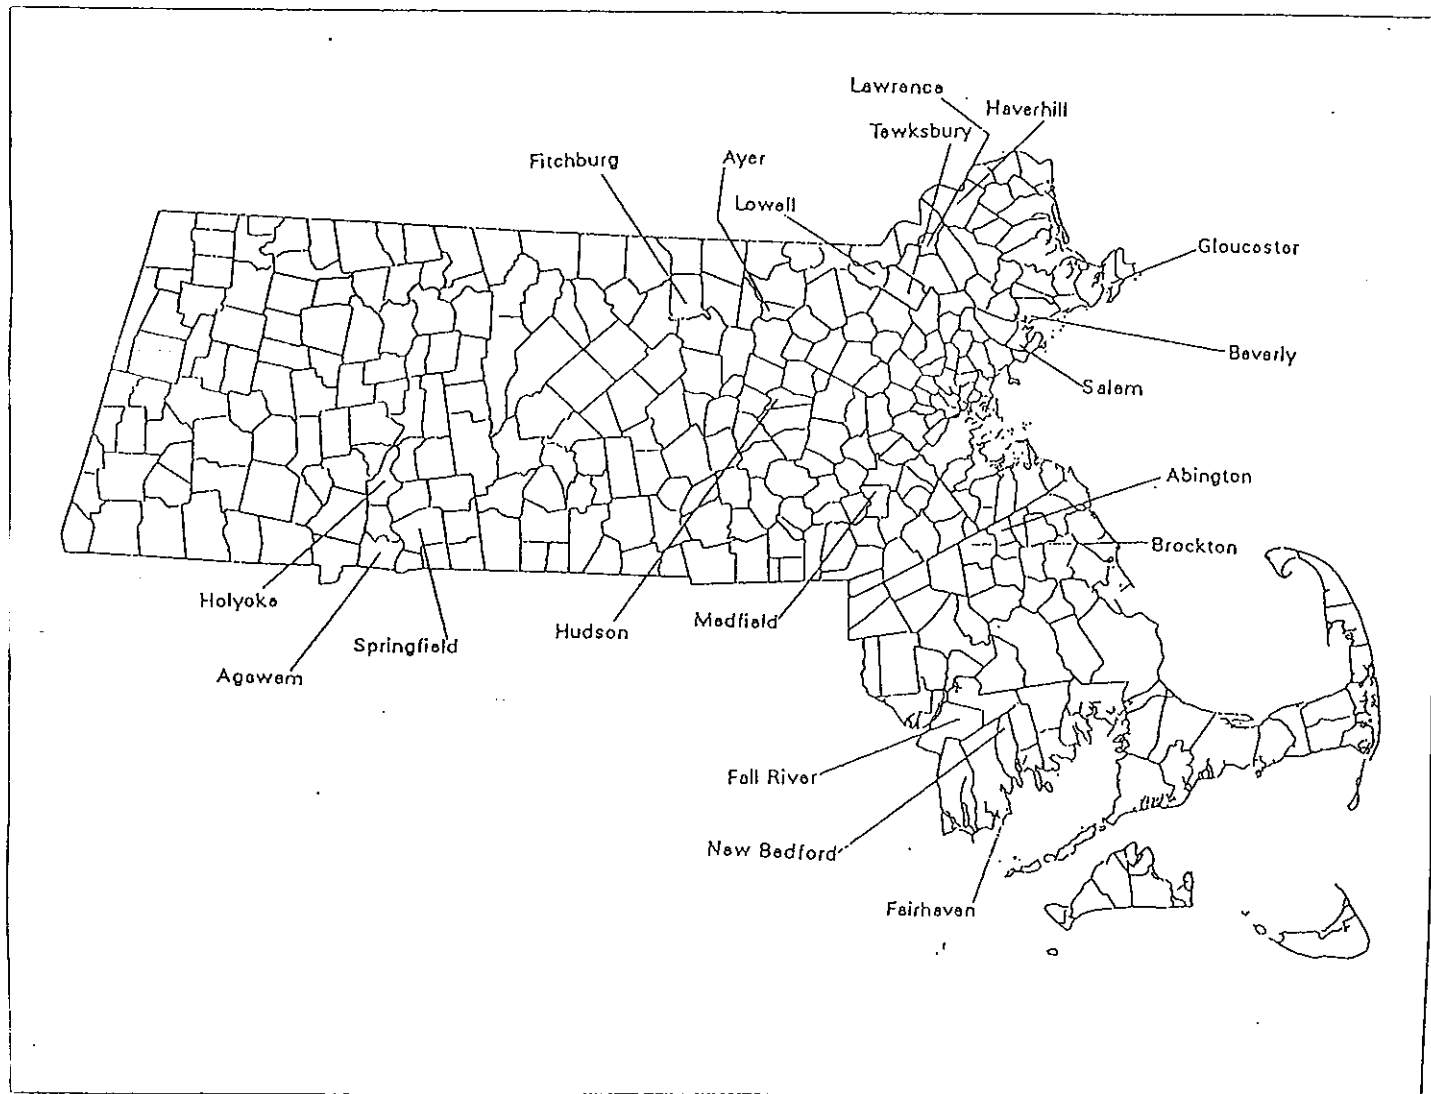 Lawrence
Haverhill
Tewksbury
Fitchburg
Ayer
Lowell
Gloucester
Beverly
Salem
Abington
Brockton
Holyoke
Hudson
Medfield
Springfield
Agawam
Fall River
New Bedford
Fairhaven